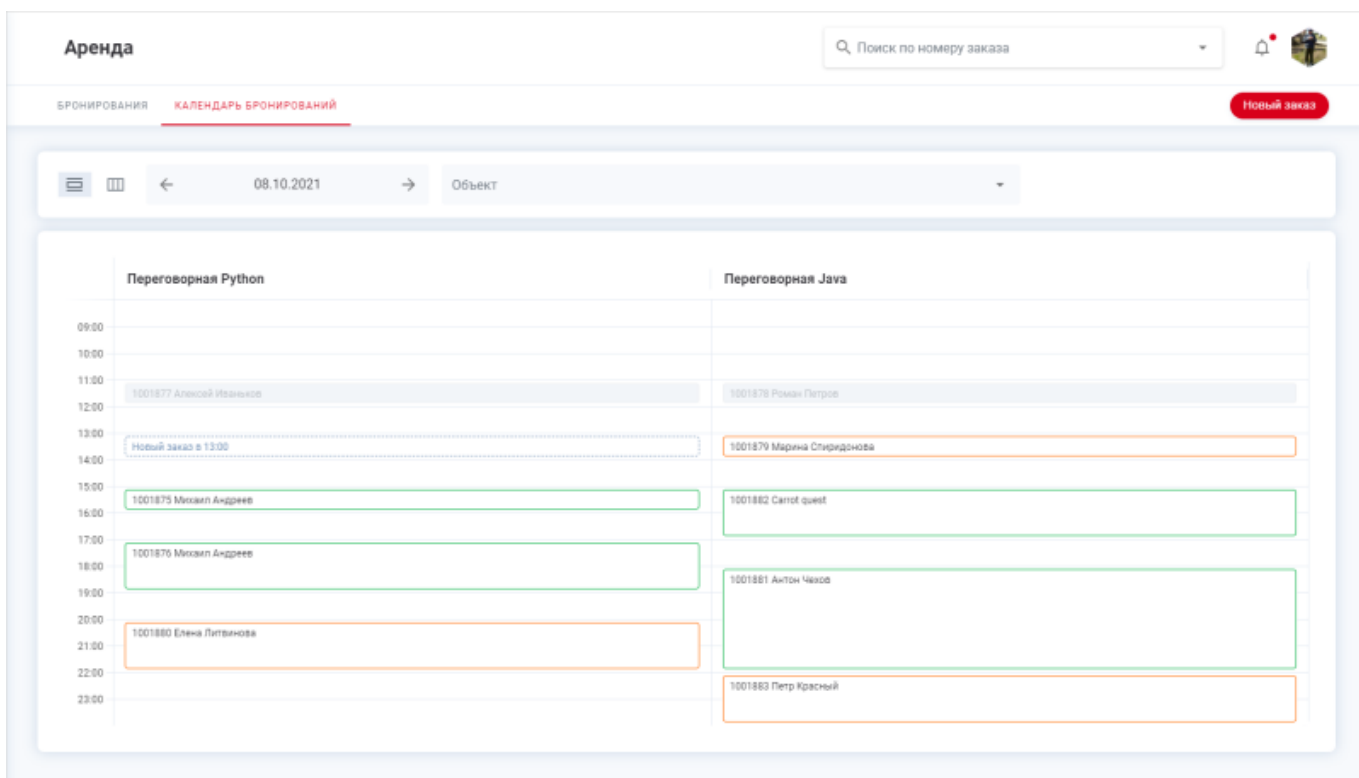 Аренда
Поиск по номеру заказа
БРОНИРОВАНИЯ КАЛЕНДАРЬ БРОНИРОВАНИЙ
Новый заказ
08.10.2021
Объект
Переговорная Python
Переговорная Java
09:00
10:00
11:00
1001877 Алексей Иваньков
1001878 Роман Петров
12:00
13:00
Новый заказ в 13:00
1001879 Марина Спиридонова
14:00
15:00
1001875 Михаил Андреев
1001882 Carrot quest
16:00
17:00
1001876 Михаил Андреев
18:00
1001881 Антон Чехов
19:00
20:00
1001880 Елена Литвинова
21:00
22:00
1001883 Петр Красный
23:00